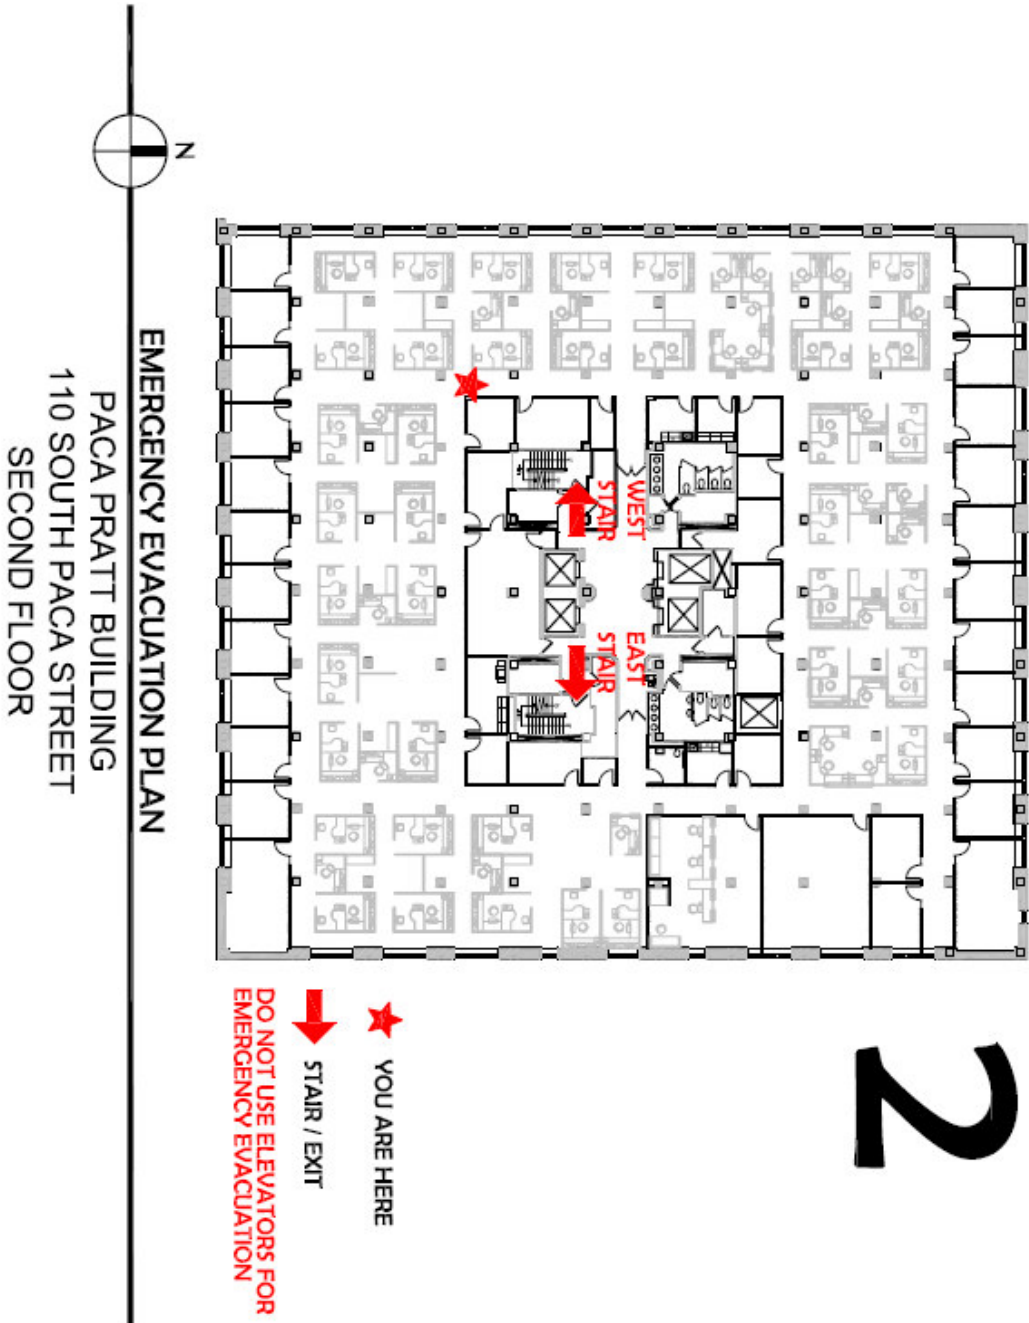 2
WEST
STAIR
EAST
STAIR
YOU ARE HERE
STAIR / EXIT
DO NOT USE ELEVATORS FOR
EMERGENCY EVACUATION
N
EMERGENCY EVACUATION PLAN
PACA PRATT BUILDING
110 SOUTH PACA STREET
SECOND FLOOR